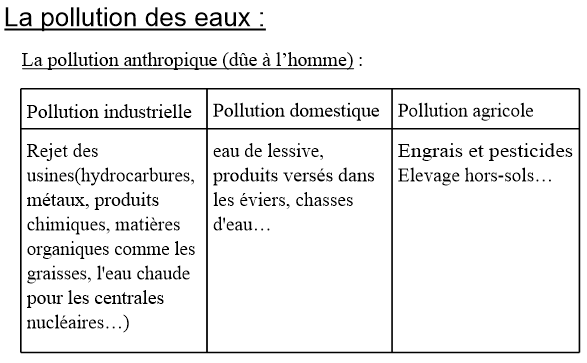 La pollution des eaux :
La pollution anthropique (dûe à l’homme) :
Pollution industrielle
Pollution domestique
Pollution agricole
Rejet des
usines(hydrocarbures,
métaux, produits
chimiques, matières
organiques comme les
graisses, l'eau chaude
pour les centrales
nucléaires…)
eau de lessive,
produits versés dans
les éviers, chasses
d'eau…
Engrais et pesticides
Elevage hors-sols…